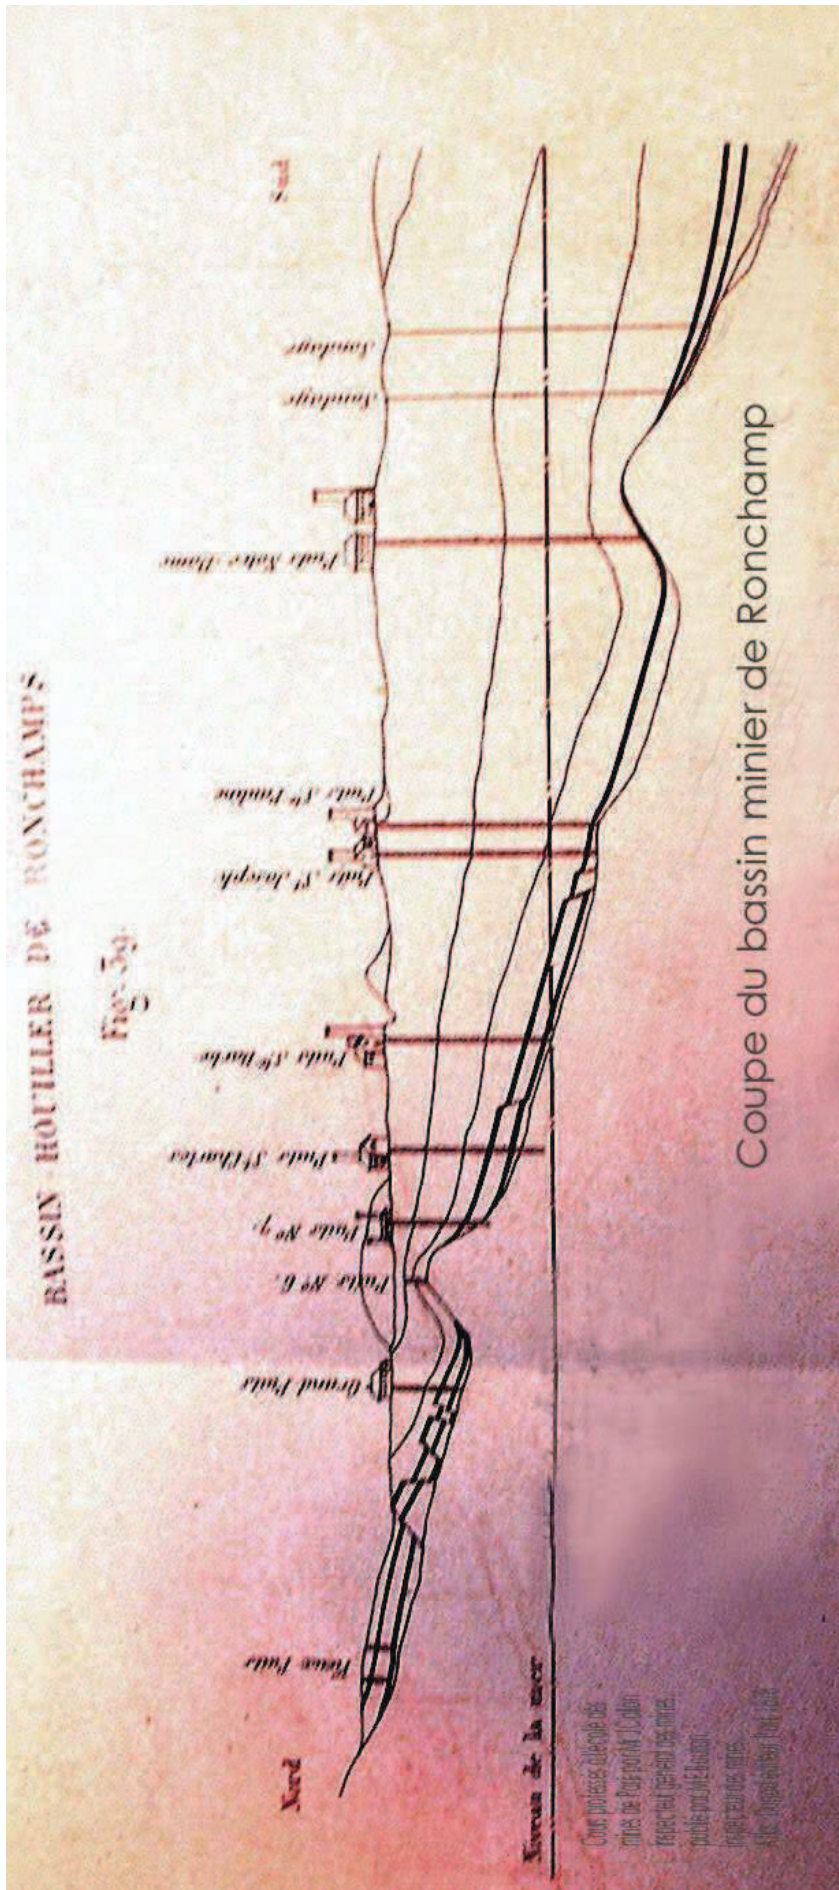 BASSIN HOUILLER DE RONCHAMPS
Fig. 39.
Nord
Sud
Vieux Puits
Grand Puits
Puits Nº 6.
Puits Nº 7.
Puits St Charles
Puits Ste Barbe
Puits St Joseph
Puits Ste Pauline
Puits Notre-Dame
Sondage
Sondage
Niveau de la mer
Coupe du bassin minier de Ronchamp